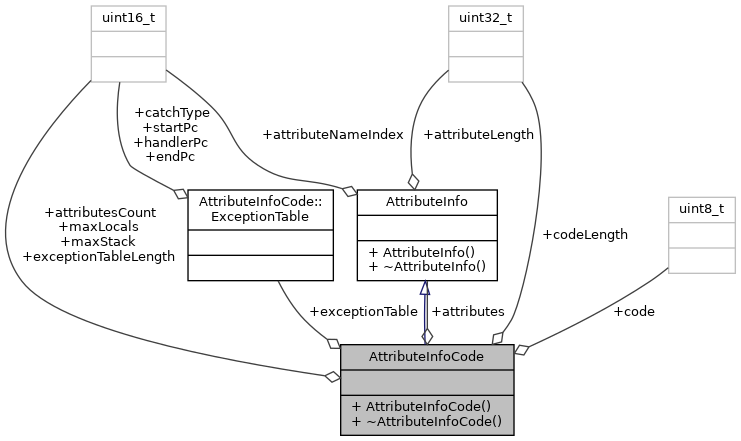 uint16_t
uint32_t
+catchType
+startPc
+handlerPc
+endPc
+attributeNameIndex
+attributeLength
AttributeInfoCode::
ExceptionTable
AttributeInfo
+ AttributeInfo()
+ ~AttributeInfo()
uint8_t
+attributesCount
+maxLocals
+maxStack
+exceptionTableLength
+codeLength
+exceptionTable
+attributes
+code
AttributeInfoCode
+ AttributeInfoCode()
+ ~AttributeInfoCode()